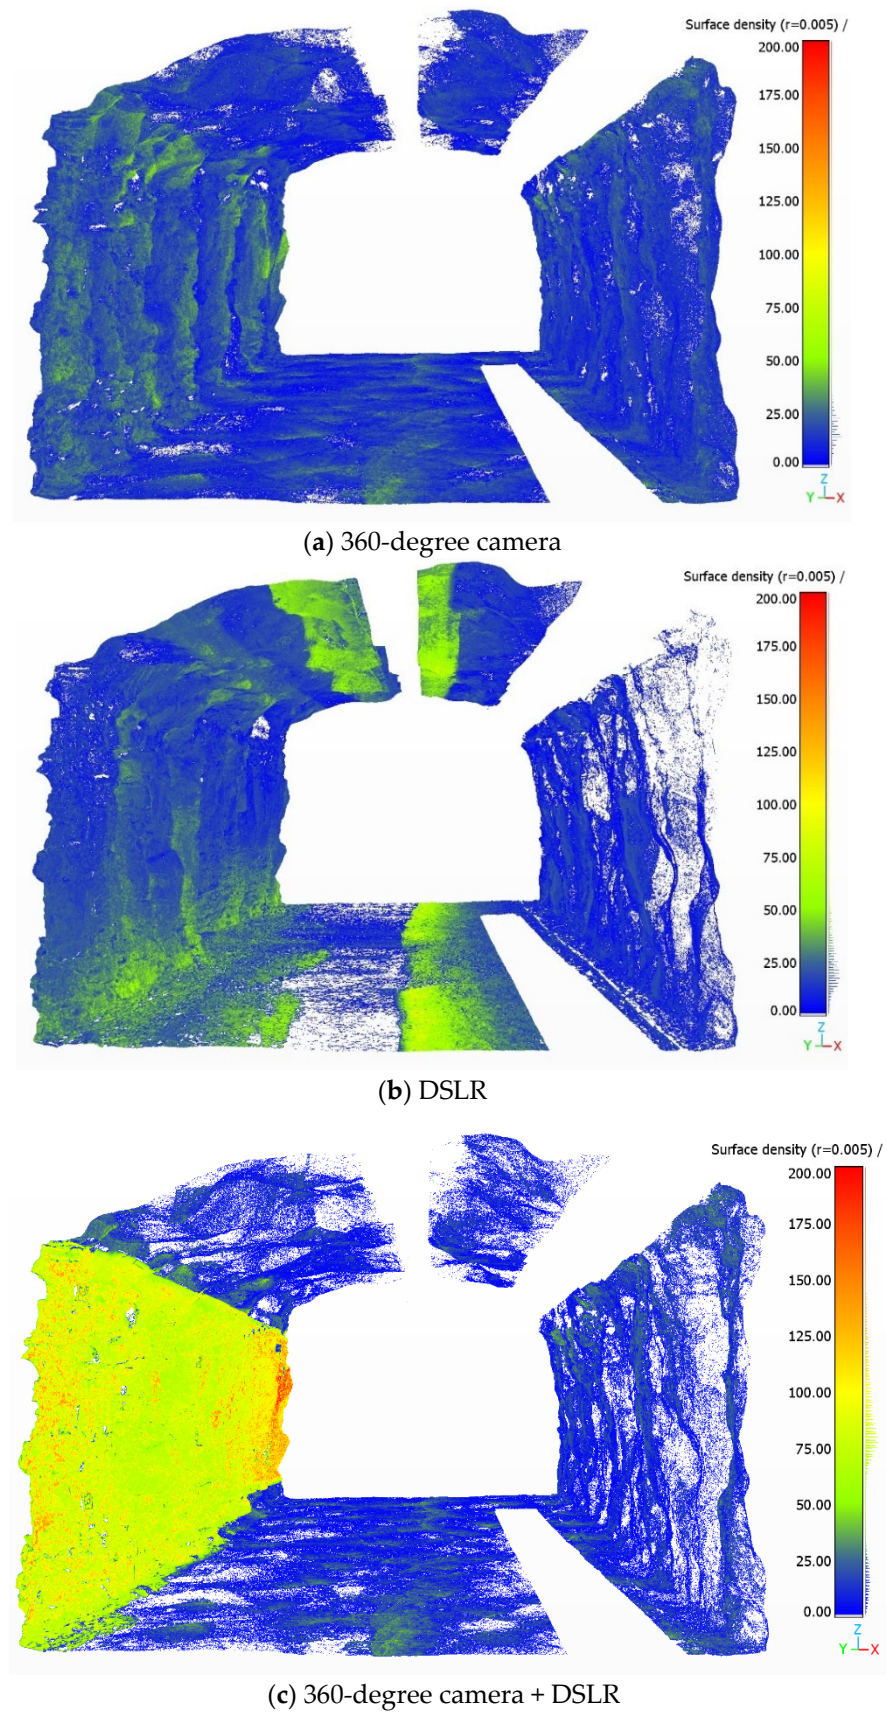 Surface density (r=0.005) /
200.00
175.00
150.00
125.00
100.00
75.00
50.00
25.00
0.00
Z
Y X
(a) 360-degree camera
Surface density (r=0.005) /
200.00
175.00
150.00
125.00
100.00
75.00
50.00
25.00
0.00
Z
Y X
(b) DSLR
Surface density (r=0.005) /
200.00
175.00
150.00
125.00
100.00
75.00
50.00
25.00
0.00
Z
Y X
(c) 360-degree camera + DSLR